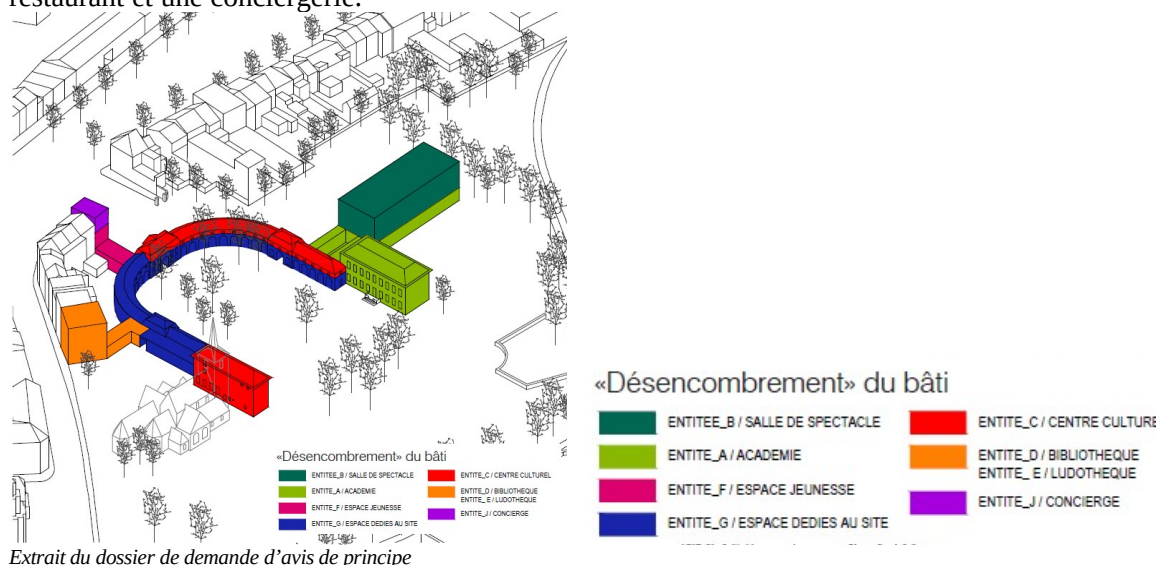 restaurant et une conciergerie.
«Désencombrement» du bâti
ENTITEE_B / SALLE DE SPECTACLE
ENTITE_C / CENTRE CULTUREL
ENTITE_A / ACADEMIE
ENTITE_D / BIBLIOTHEQUE
ENTITE_E / LUDOTHEQUE
ENTITE_F / ESPACE JEUNESSE
ENTITE_J / CONCIERGE
ENTITE_G / ESPACE DEDIES AU SITE
Extrait du dossier de demande d'avis de principe
«Désencombrement» du bâti
ENTITEE_B / SALLE DE SPECTACLE
ENTITE_C / CENTRE CULTURE
ENTITE_A / ACADEMIE
ENTITE_D / BIBLIOTHEQUE
ENTITE_ E / LUDOTHEQUE
ENTITE_F / ESPACE JEUNESSE
ENTITE_J / CONCIERGE
ENTITE_G / ESPACE DEDIES AU SITE